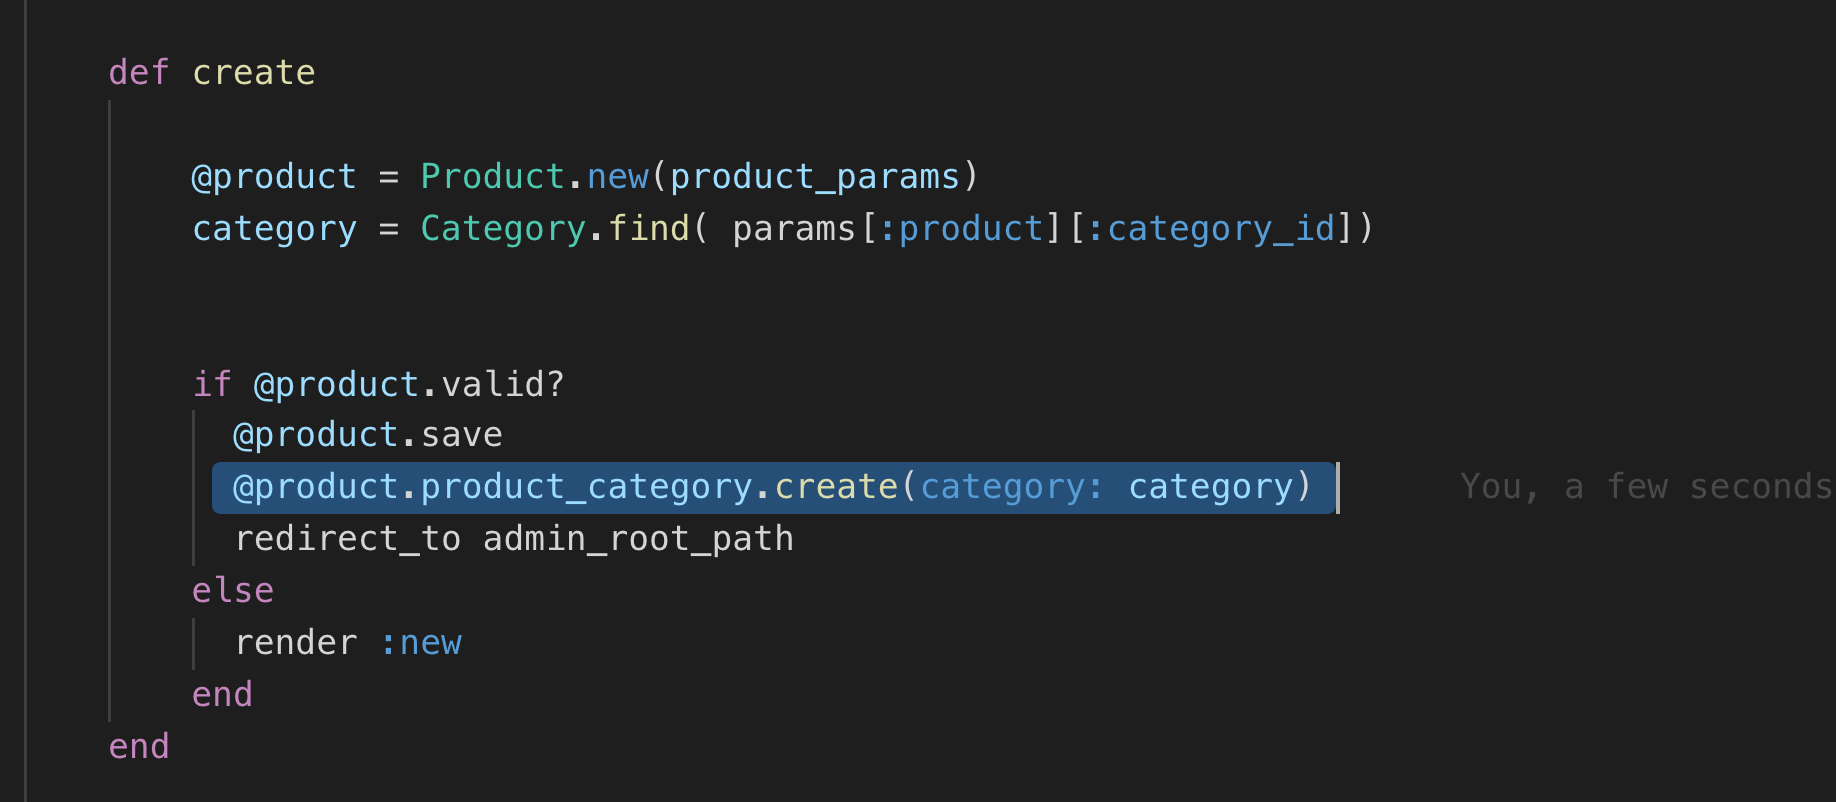 def create
@product = Product.new(product_params)
category = Category.find( params[:product][:category_id])
if @product.valid?
@product.save
@product.product_category.create(category: category)    You, a few seconds
redirect_to admin_root_path
else
render :new
end
end